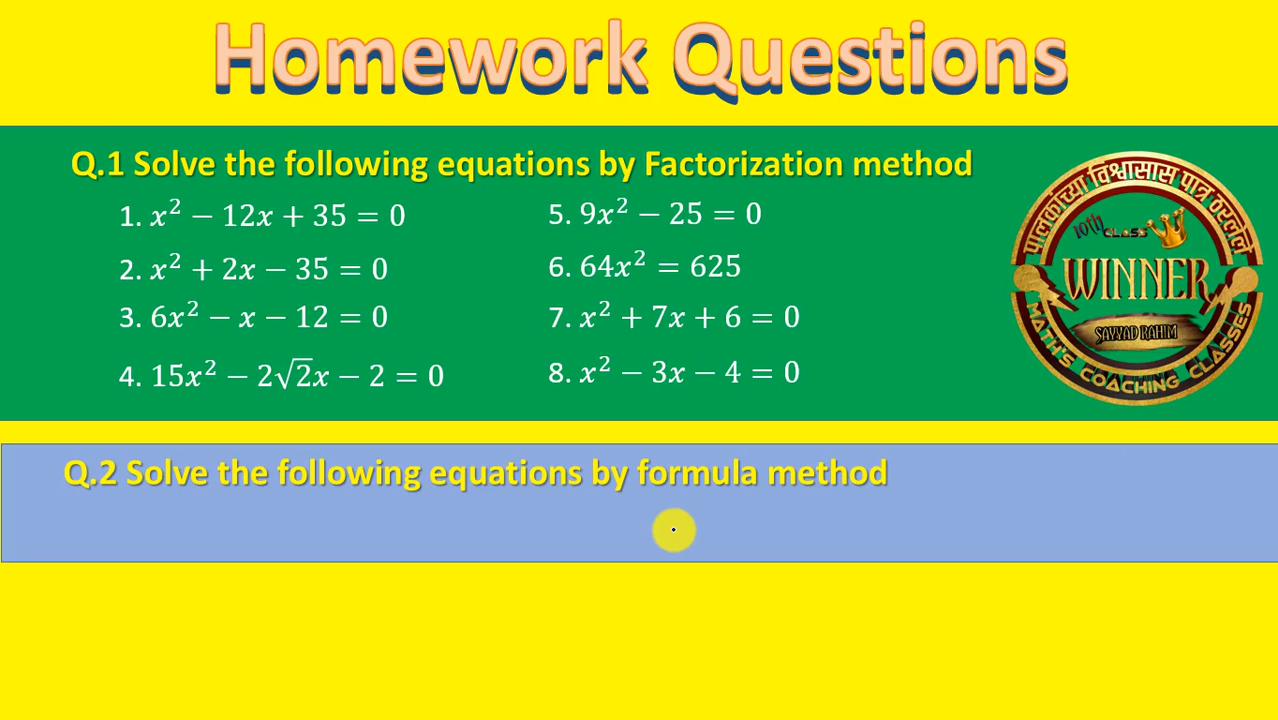 Homework Questions
Q.1 Solve the following equations by Factorization method
1. x² − 12x + 35 = 0
2. x² + 2x − 35 = 0
3. 6x² − x − 12 = 0
4. 15x² − 2√2x − 2 = 0
5. 9x² − 25 = 0
6. 64x² = 625
7. x² + 7x + 6 = 0
8. x² − 3x − 4 = 0
पालकांच्या विश्वासास पात्र ठरलेले
10th CLASS
WINNER
SAYYAD RAHIM
MATH'S COACHING CLASSES
Q.2 Solve the following equations by formula method